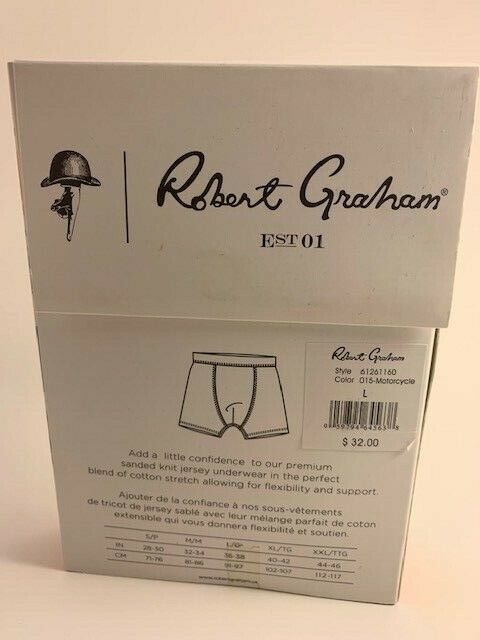 Robert Graham®
EST 01
Robert Graham
Style 61261160
Color 015-Motorcycle
L
$ 32.00
Add a little confidence to our premium
sanded knit jersey underwear in the perfect
blend of cotton stretch allowing for flexibility and support.
Ajouter de la confiance à nos sous-vêtements
de tricot de jersey sablé avec leur mélange parfait de coton
extensible qui vous donnera flexibilité et soutien.
S/P M/M L/G XL/TG XXL/TTG
IN 28-30 32-34 36-38 40-42 44-46
CM 71-76 81-86 91-97 102-107 112-117